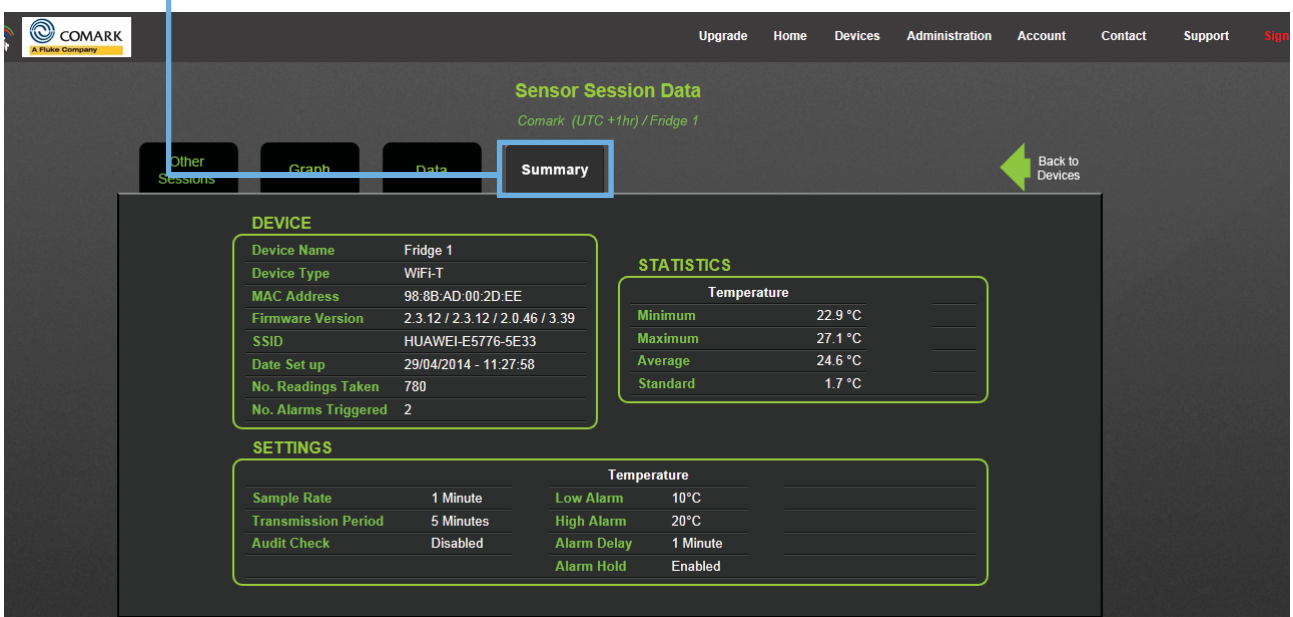 COMARK
A Fluke Company
Upgrade Home Devices Administration Account Contact Support Sign
Sensor Session Data
Comark (UTC +1hr) / Fridge 1
Other Sessions
Graph
Data
Summary
Back to
Devices
DEVICE
Device Name Fridge 1
Device Type WiFi-T
MAC Address 98:8B:AD:00:2D:EE
Firmware Version 2.3.12 / 2.3.12 / 2.0.46 / 3.39
SSID HUAWEI-E5776-5E33
Date Set up 29/04/2014 - 11:27:58
No. Readings Taken 780
No. Alarms Triggered 2
STATISTICS
Temperature
Minimum 22.9 °C
Maximum 27.1 °C
Average 24.6 °C
Standard 1.7 °C
SETTINGS
Temperature
Sample Rate 1 Minute Low Alarm 10°C
Transmission Period 5 Minutes High Alarm 20°C
Audit Check Disabled Alarm Delay 1 Minute
Alarm Hold Enabled